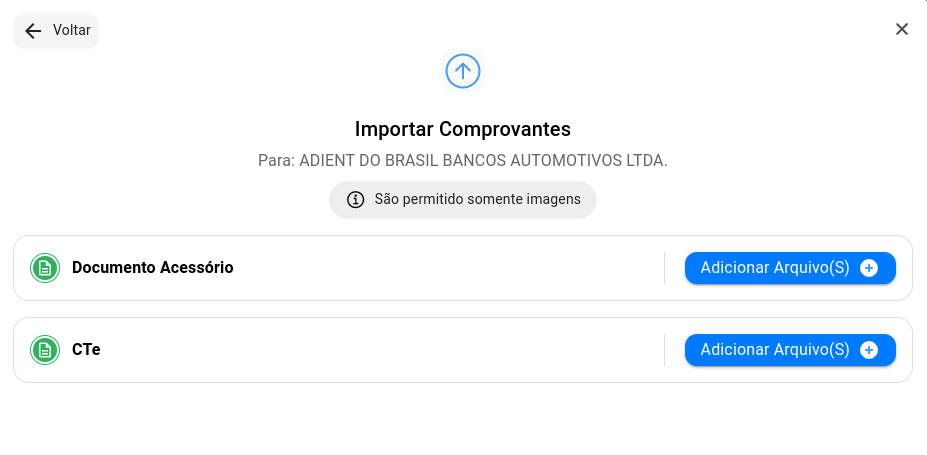 Voltar
Importar Comprovantes
Para: ADIENT DO BRASIL BANCOS AUTOMOTIVOS LTDA.
São permitido somente imagens
Documento Acessório
Adicionar Arquivo(S)
CTe
Adicionar Arquivo(S)